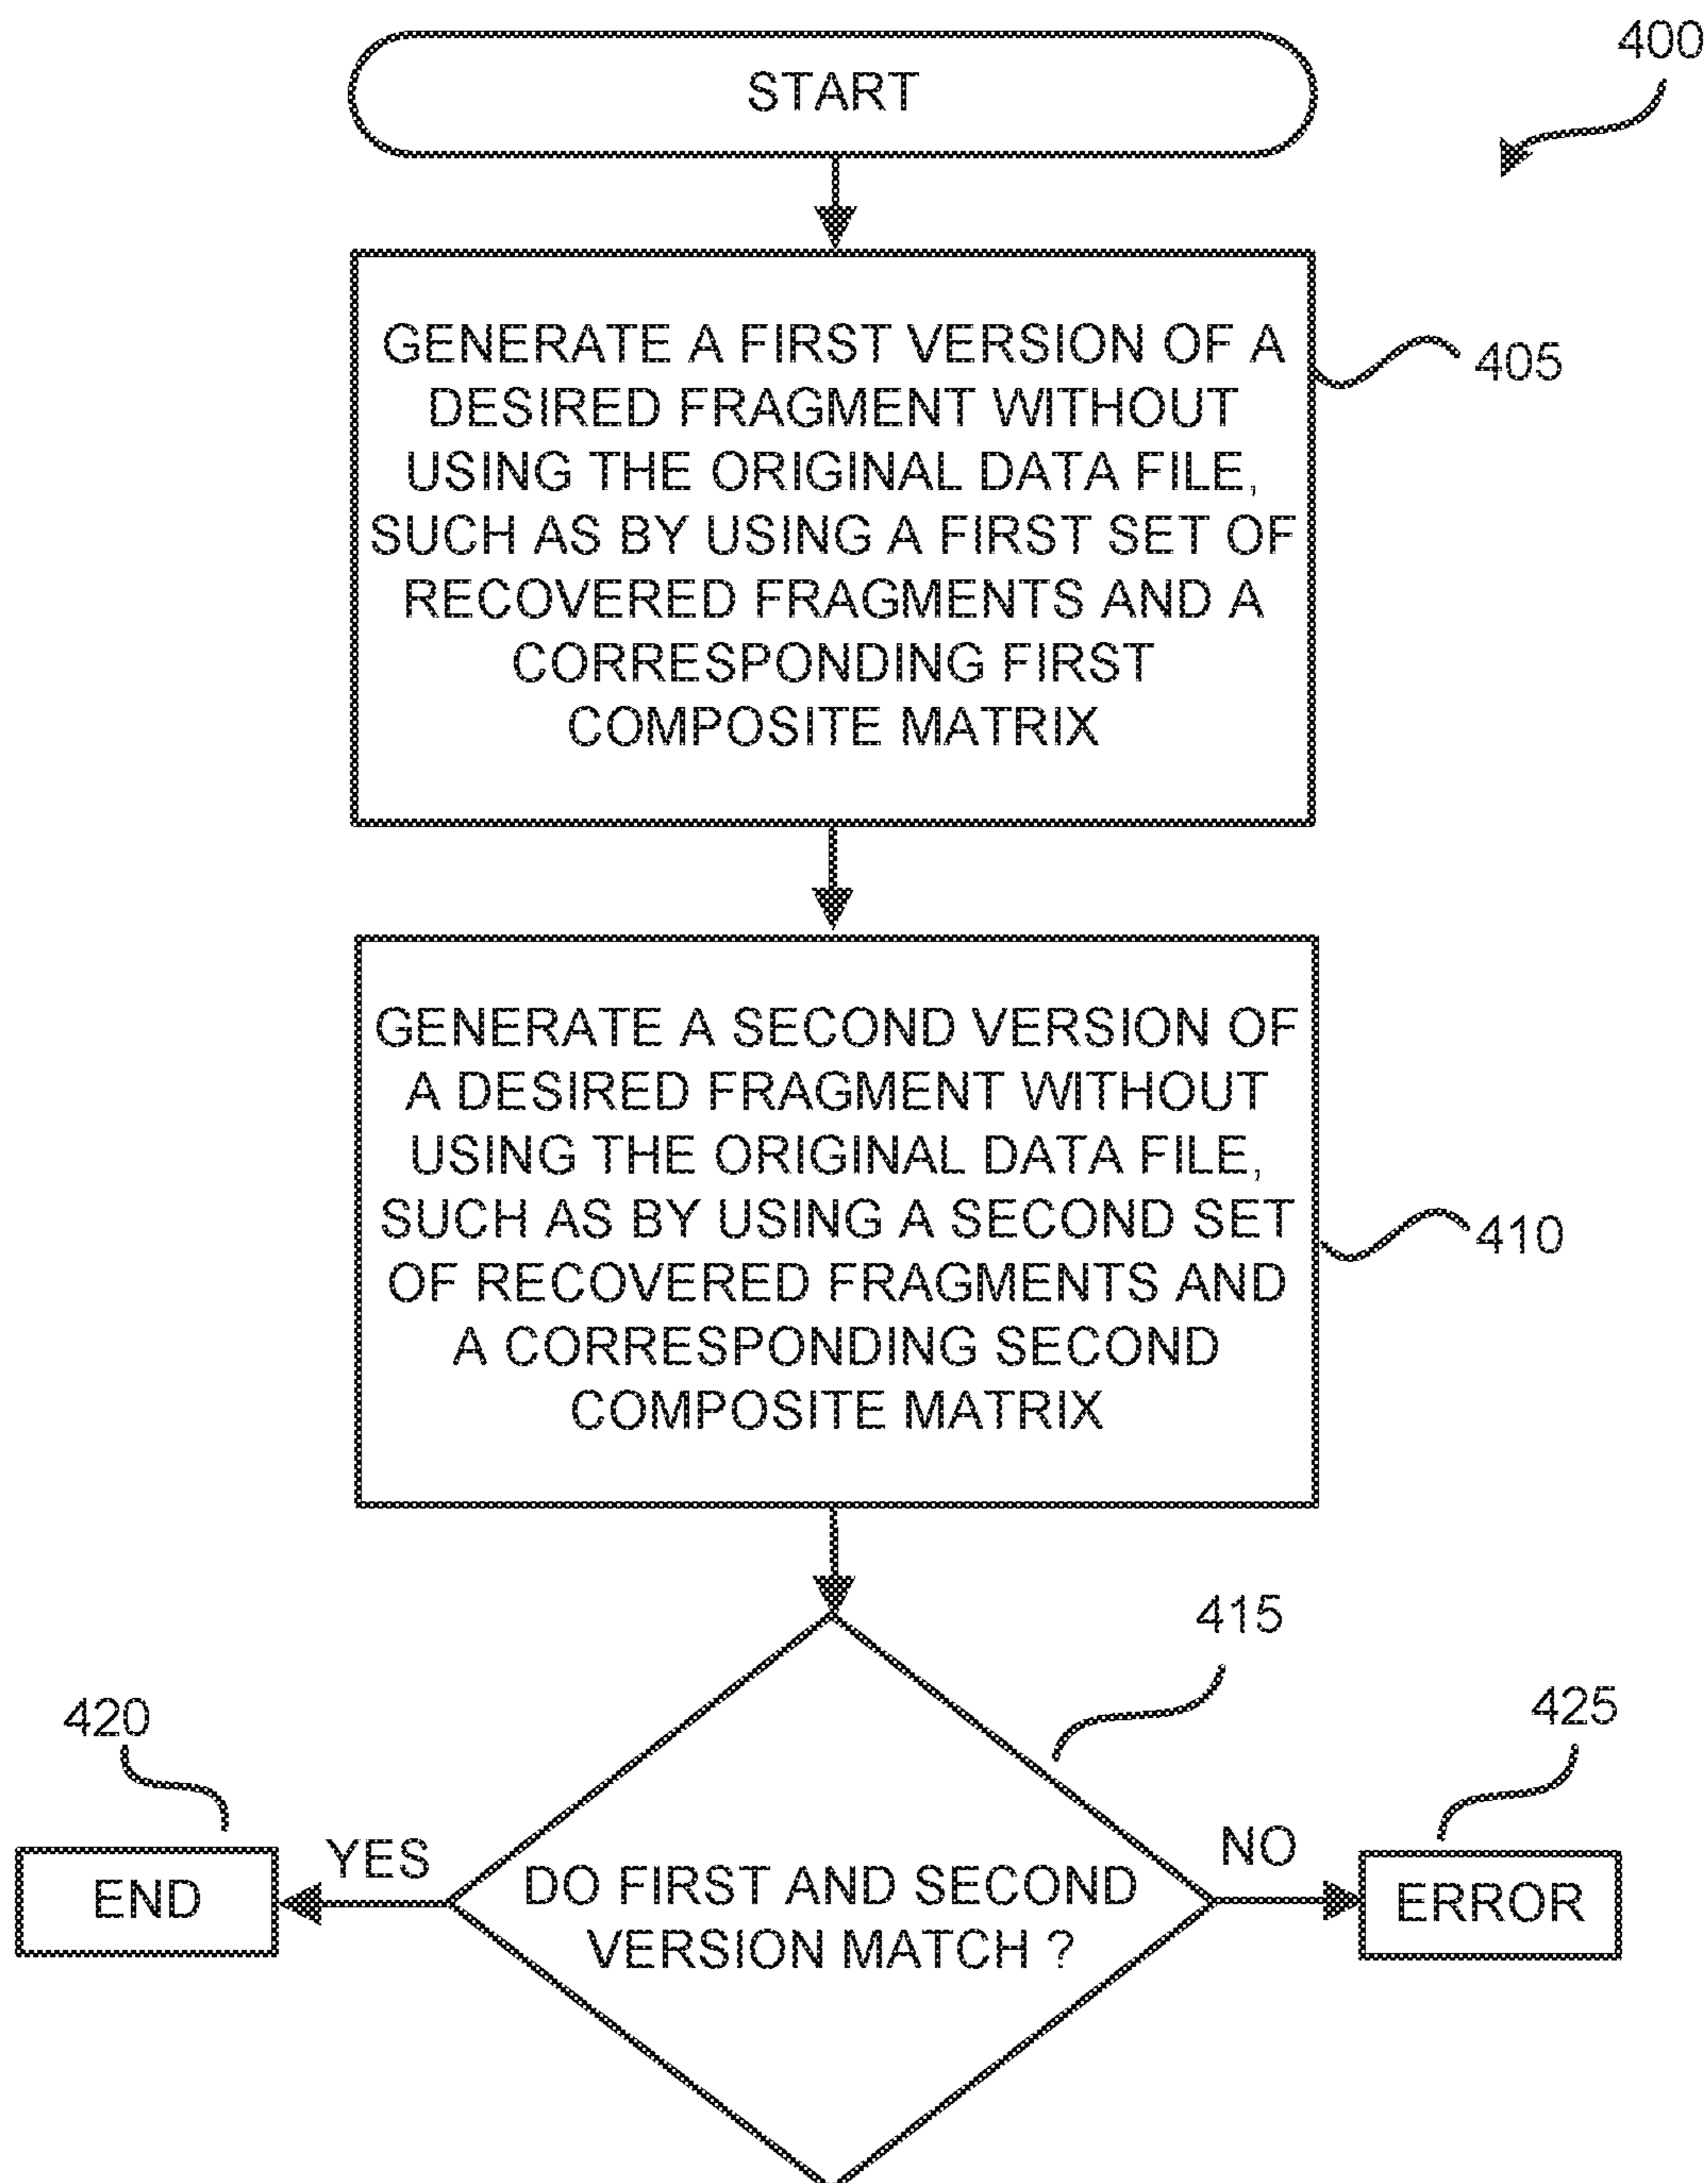 400
START
GENERATE A FIRST VERSION OF A
DESIRED FRAGMENT WITHOUT
USING THE ORIGINAL DATA FILE,
SUCH AS BY USING A FIRST SET OF
RECOVERED FRAGMENTS AND A
CORRESPONDING FIRST
COMPOSITE MATRIX
405
GENERATE A SECOND VERSION OF
A DESIRED FRAGMENT WITHOUT
USING THE ORIGINAL DATA FILE,
SUCH AS BY USING A SECOND SET
OF RECOVERED FRAGMENTS AND
A CORRESPONDING SECOND
COMPOSITE MATRIX
410
415
420
425
YES
NO
END
DO FIRST AND SECOND
VERSION MATCH ?
ERROR